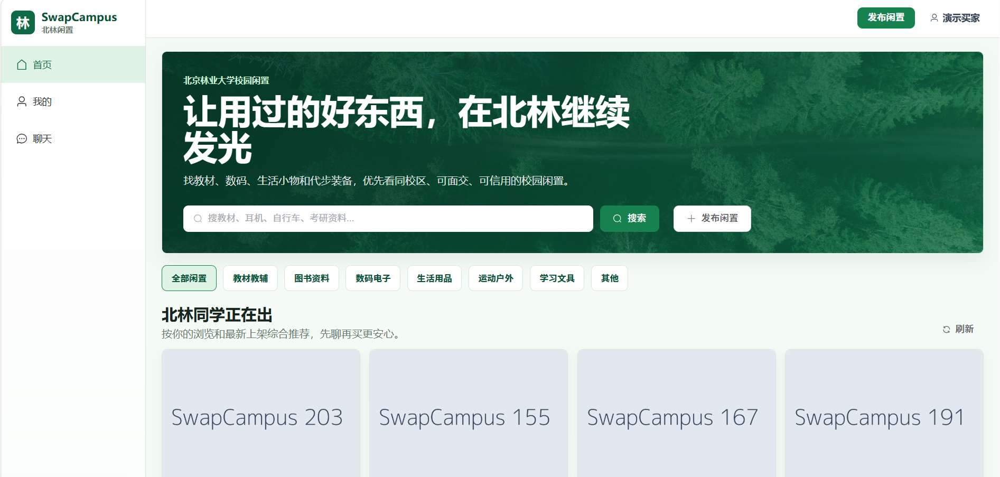 林
SwapCampus
北林闲置
发布闲置
演示买家
首页
我的
聊天
北京林业大学校园闲置
让用过的好东西，在北林继续
发光
找教材、数码、生活小物和代步装备，优先看同校区、可面交、可信用的校园闲置。
搜教材、耳机、自行车、考研资料...
搜索
发布闲置
全部闲置
教材教辅
图书资料
数码电子
生活用品
运动户外
学习文具
其他
北林同学正在出
按你的浏览和最新上架综合推荐，先聊再买更安心。
刷新
SwapCampus 203
SwapCampus 155
SwapCampus 167
SwapCampus 191